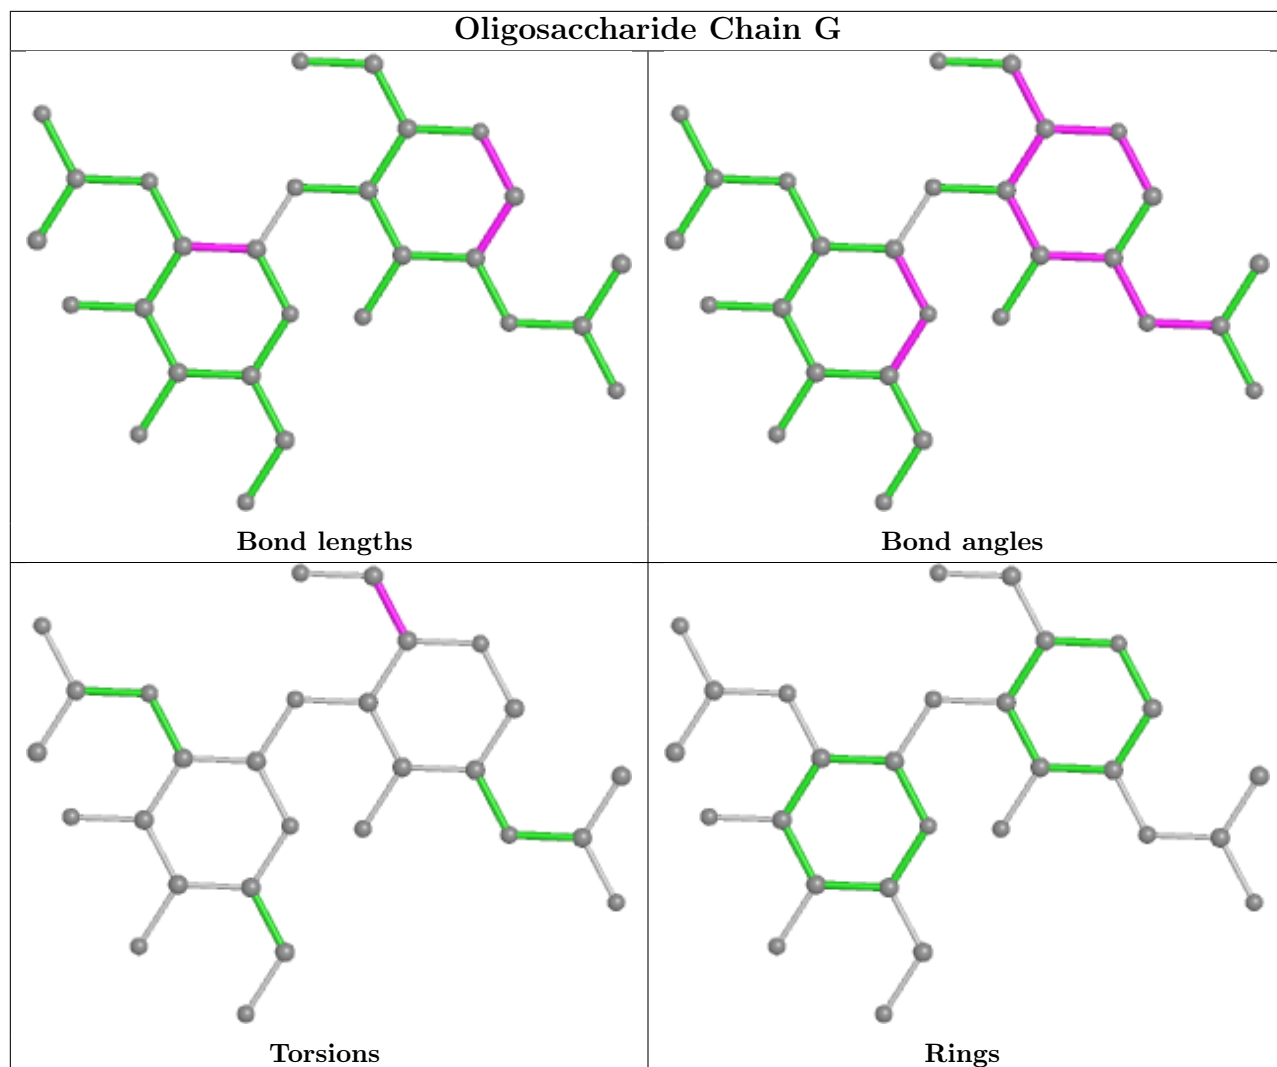 Oligosaccharide Chain G
Bond lengths
Bond angles
Torsions
Rings